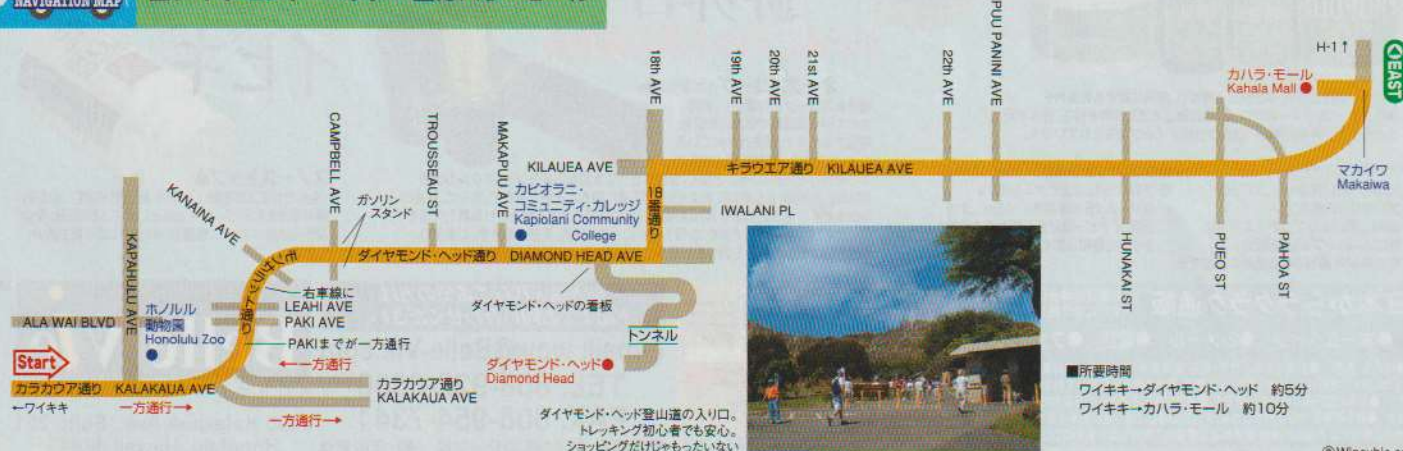 NAVIGATION MAP
PUU PANINI AVE
18th AVE
19th AVE
20th AVE
21st AVE
22th AVE
H-1↑
EAST
カハラ・モール
Kahala Mall
CAMPBELL AVE
TROUSSEAU ST
MAKAPUU AVE
KILAUEA AVE
キラウエア通り KILAUEA AVE
マカイワ
Makaiwa
カピオラニ・
コミュニティ・カレッジ
Kapiolani Community
College
18番通り
IWALANI PL
KANAINA AVE
ガソリン
スタンド
KAPAHULU AVE
モンサラット通り
ダイヤモンド・ヘッド通り DIAMOND HEAD AVE
HUNAKAI ST
PUEO ST
PAHOA ST
右車線に
LEAHI AVE
PAKI AVE
ALA WAI BLVD
ホノルル
動物園
Honolulu Zoo
ダイヤモンド・ヘッドの看板
トンネル
PAKIまでが一方通行
←一方通行
Start
カラカウア通り KALAKAUA AVE
カラカウア通り
KALAKAUA AVE
ダイヤモンド・ヘッド
Diamond Head
←ワイキキ
一方通行→
一方通行→
ダイヤモンド・ヘッド登山道の入り口。
トレッキング初心者でも安心。
ショッピングだけじゃもったいない
■所要時間
ワイキキ→ダイヤモンド・ヘッド 約5分
ワイキキ→カハラ・モール 約10分